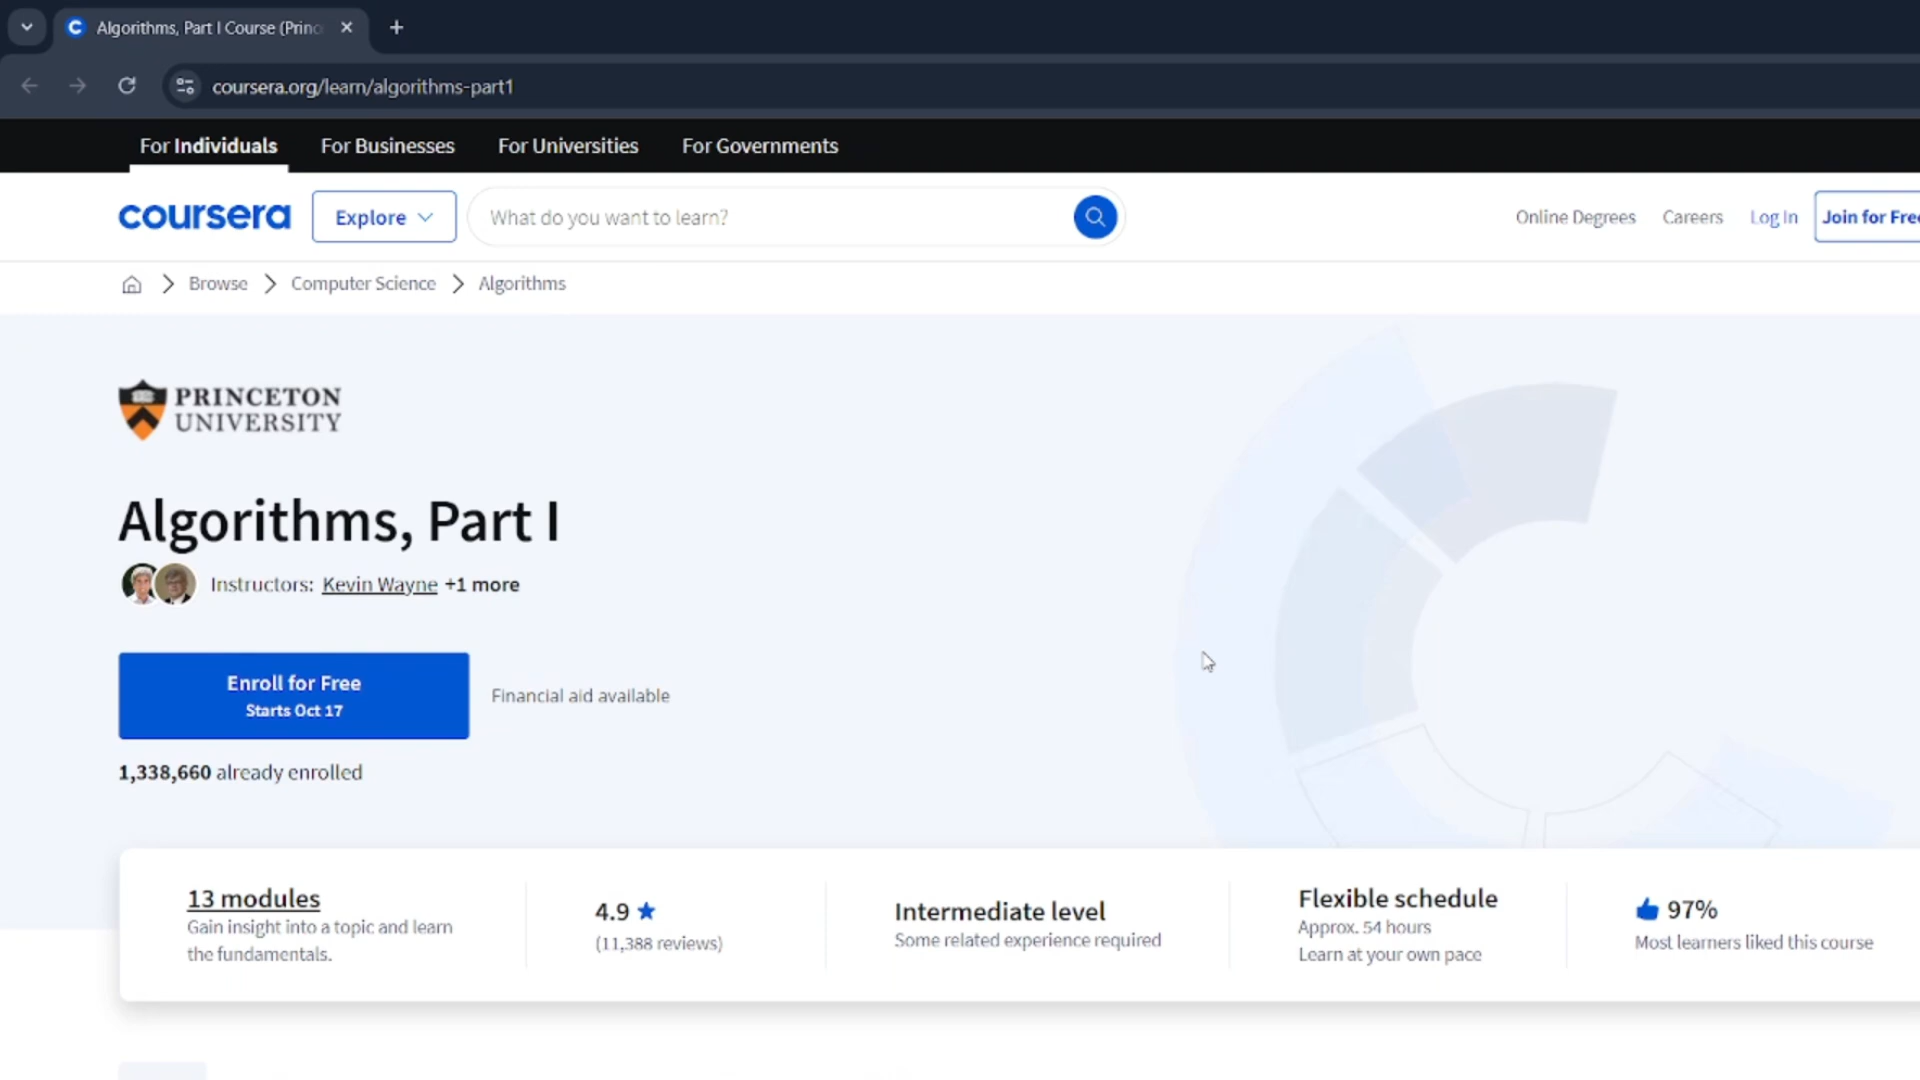 Algorithms, Part I Course (Princ
coursera.org/learn/algorithms-part1
For Individuals For Businesses For Universities For Governments
coursera Explore What do you want to learn? Online Degrees Careers Log In Join for Free
Browse Computer Science Algorithms
PRINCETON
UNIVERSITY
Algorithms, Part I
Instructors: Kevin Wayne +1 more
Enroll for Free
Starts Oct 17
Financial aid available
1,338,660 already enrolled
13 modules
Gain insight into a topic and learn
the fundamentals.
4.9 ★
(11,388 reviews)
Intermediate level
Some related experience required
Flexible schedule
Approx. 54 hours
Learn at your own pace
97%
Most learners liked this course